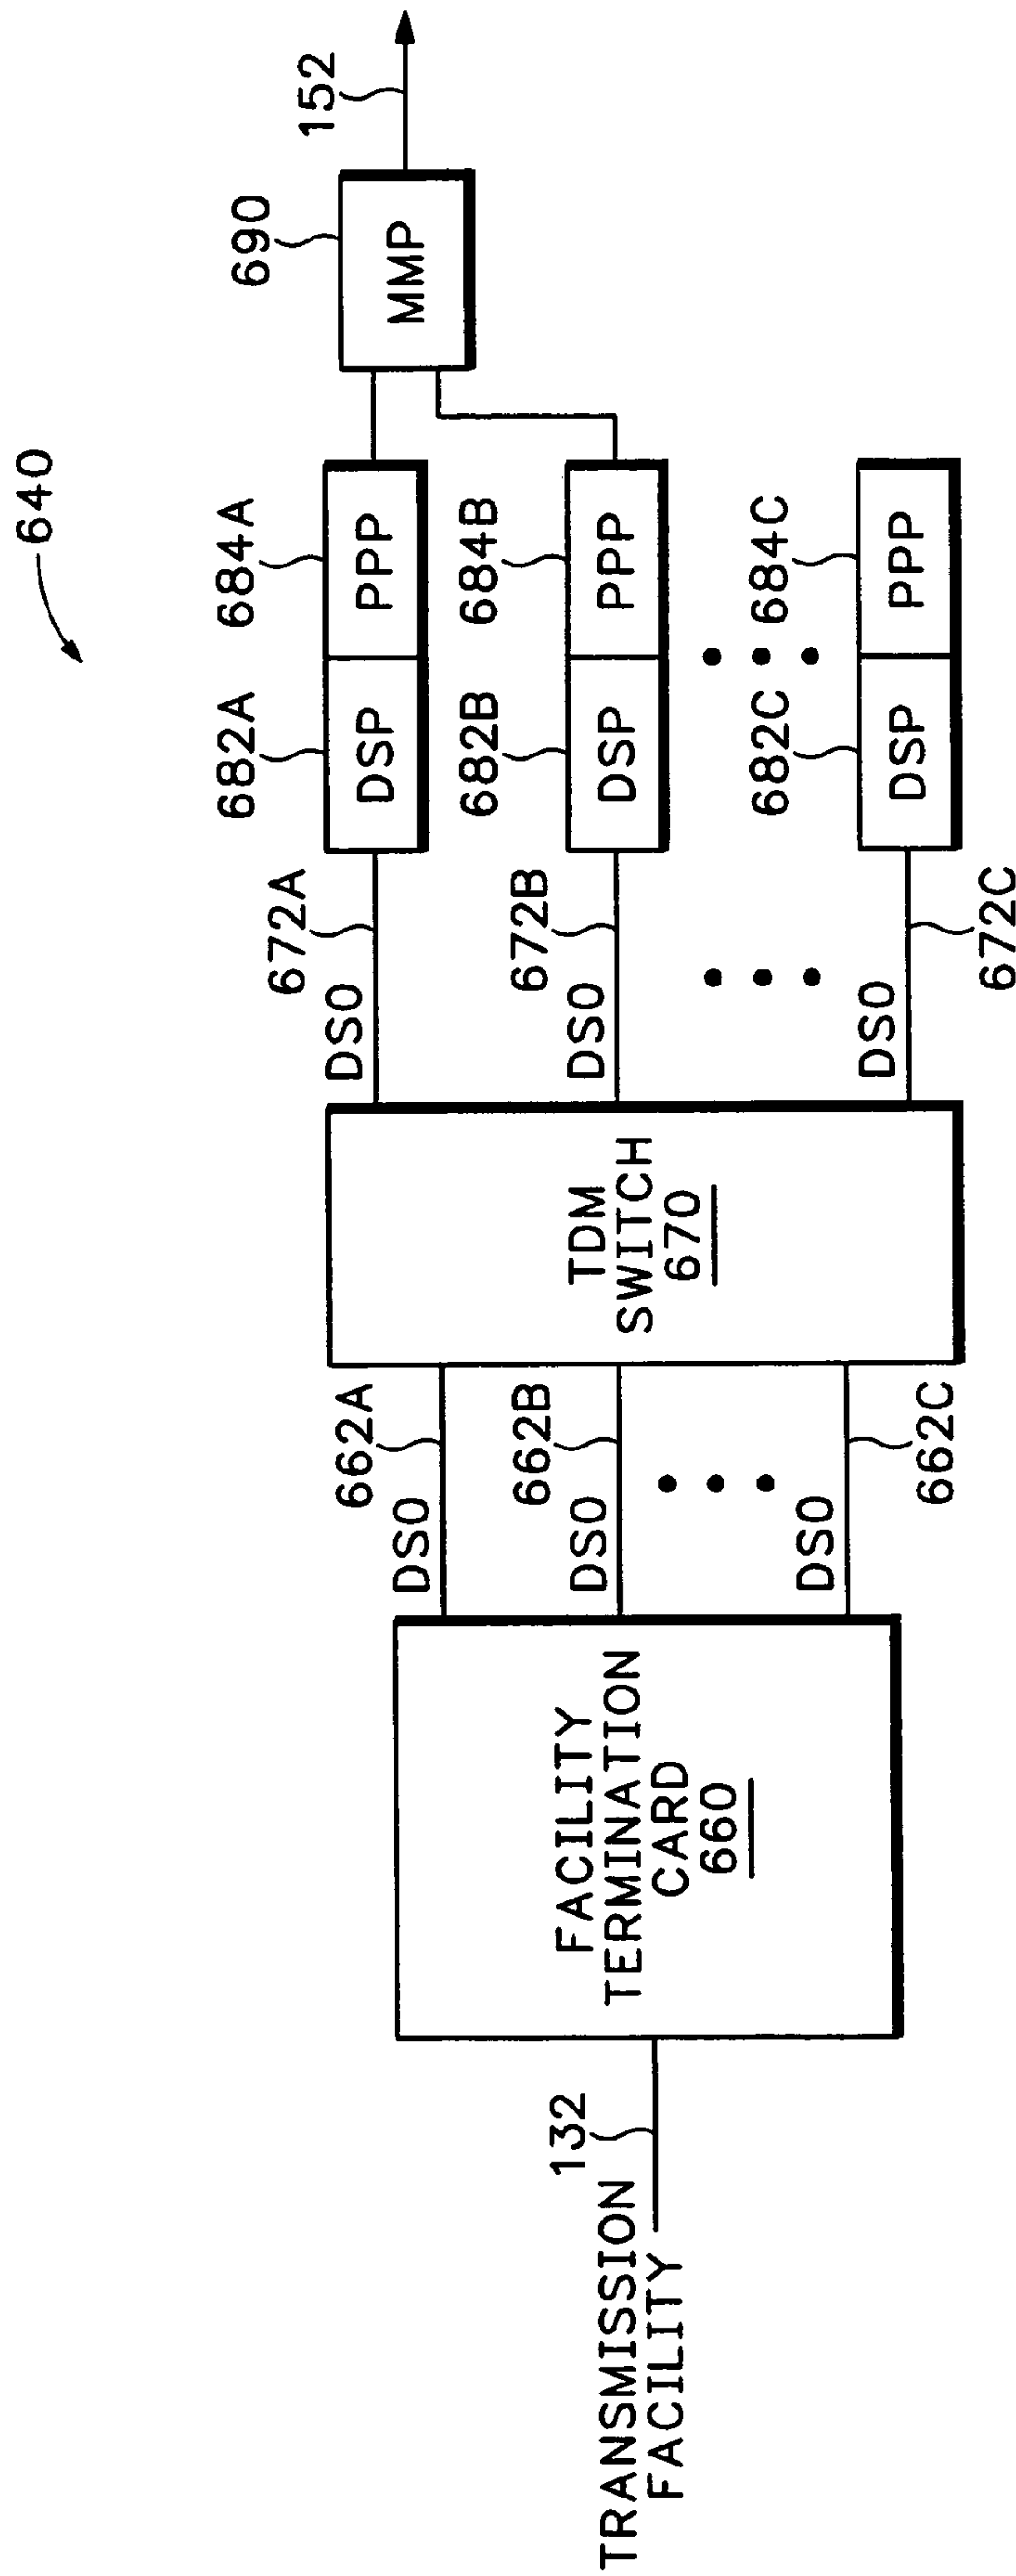 640
TRANSMISSION
FACILITY
132
FACILITY
TERMINATION
CARD
660
DS0
662A
DS0
662B
DS0
662C
TDM
SWITCH
670
DS0
672A
DS0
672B
DS0
672C
682A
684A
DSP
PPP
682B
684B
DSP
PPP
682C
684C
DSP
PPP
690
MMP
152